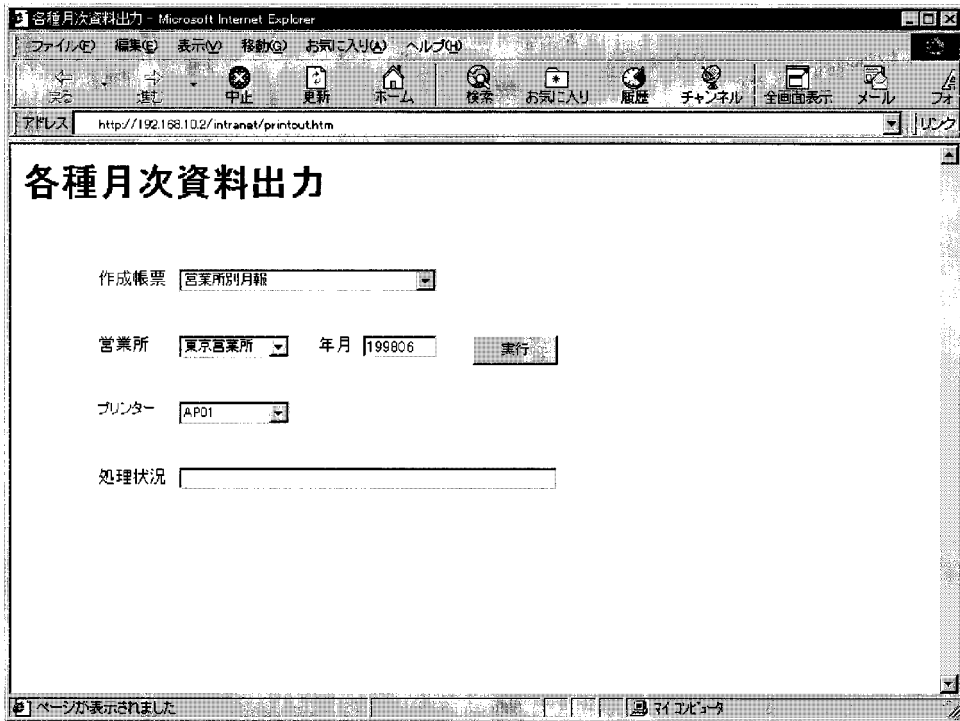 各種月次資料出力 - Microsoft Internet Explorer
ファイル(F) 編集(E) 表示(V) 移動(G) お気に入り(A) ヘルプ(H)
戻る 進む 中止 更新 ホーム 検索 お気に入り 履歴 チャンネル 全画面表示 メール フォ
アドレス http://192.168.10.2/intranet/printout.htm リンク
各種月次資料出力
作成帳票 営業所別月報
営業所 東京営業所 年月 199806 実行
プリンター AP01
処理状況
ページが表示されました マイ コンピュータ